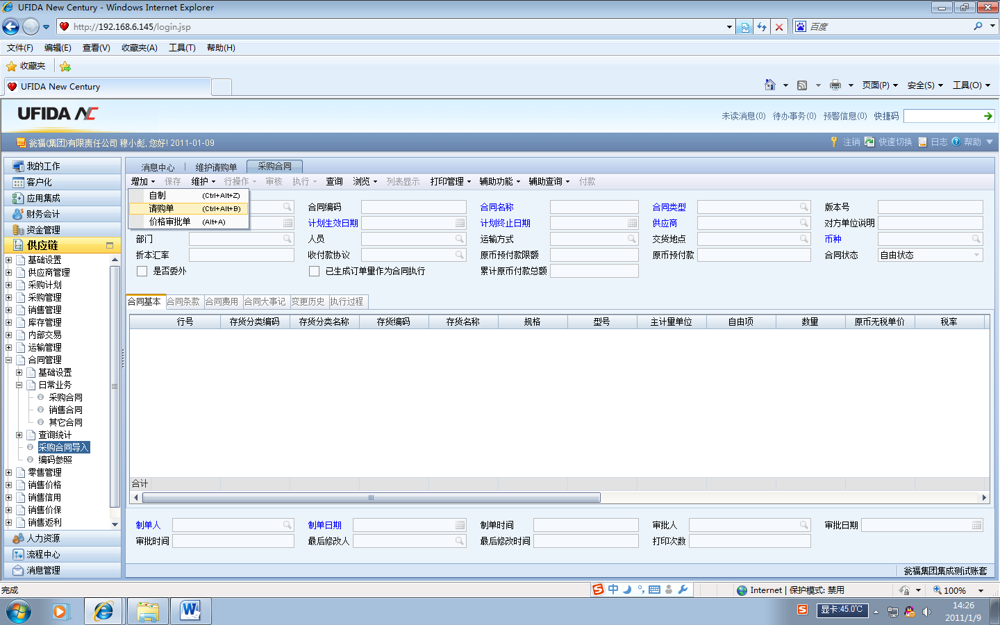 UFIDA New Century - Windows Internet Explorer
http://192.168.6.145/login.jsp
百度
文件(F) 编辑(E) 查看(V) 收藏夹(A) 工具(T) 帮助(H)
收藏夹
UFIDA New Century
页面(P) 安全(S) 工具(O)
UFIDA NC
未读消息(0) 待办事务(0) 预警信息(0) 快捷码
瓮福(集团)有限责任公司 穆小彪, 您好! 2011-01-09
注销 快速切换 日志 帮助
我的工作
客户化
应用集成
财务会计
资金管理
供应链
基础设置
供应商管理
采购计划
采购管理
销售管理
库存管理
内部交易
运输管理
合同管理
基础设置
日常业务
采购合同
销售合同
其它合同
查询统计
采购合同导入
编码参照
零售管理
销售价格
销售信用
销售价保
销售返利
人力资源
流程中心
消息管理
消息中心 维护请购单 采购合同
增加 保存 维护 行操作 审核 执行 查询 浏览 列表显示 打印管理 辅助功能 辅助查询 付款
自制 (Ctrl+Alt+Z)
请购单 (Ctrl+Alt+B)
价格审批单 (Alt+A)
合同编码 合同名称 合同类型 版本号
计划生效日期 计划终止日期 供应商 对方单位说明
部门 人员 运输方式 交货地点 币种
折本汇率 收付款协议 原币预付款限额 原币预付款 合同状态 自由状态
是否委外 已生成订单量作为合同执行 累计原币付款总额
合同基本 合同条款 合同费用 合同大事记 变更历史 执行过程
行号 存货分类编码 存货分类名称 存货编码 存货名称 规格 型号 主计量单位 自由项 数量 原币无税单价 税率
合计
制单人 制单日期 制单时间 审批人 审批日期
审批时间 最后修改人 最后修改时间 打印次数
瓮福集团集成测试账套
完成
中
Internet | 保护模式: 禁用
100%
显卡:45.0℃
14:26
2011/1/9